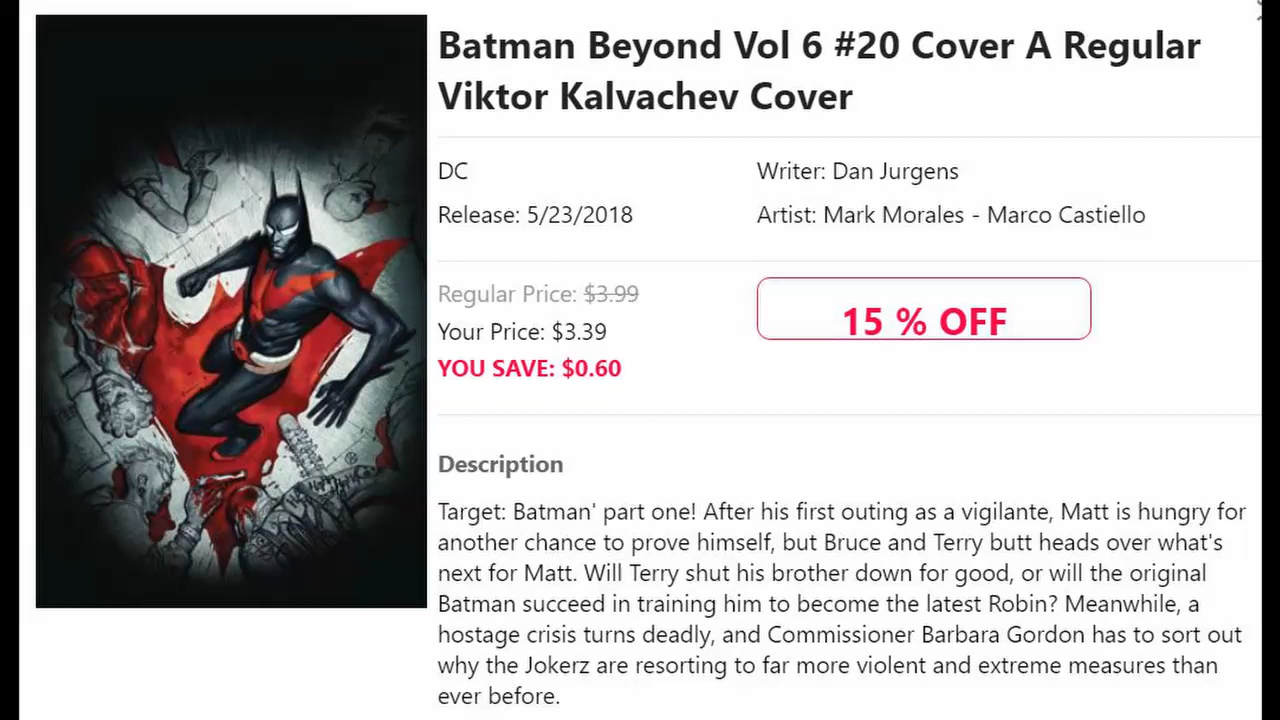 Batman Beyond Vol 6 #20 Cover A Regular
Viktor Kalvachev Cover
DC
Writer: Dan Jurgens
Release: 5/23/2018
Artist: Mark Morales - Marco Castiello
Regular Price: $3.99
15 % OFF
Your Price: $3.39
YOU SAVE: $0.60
Description
Target: Batman' part one! After his first outing as a vigilante, Matt is hungry for
another chance to prove himself, but Bruce and Terry butt heads over what's
next for Matt. Will Terry shut his brother down for good, or will the original
Batman succeed in training him to become the latest Robin? Meanwhile, a
hostage crisis turns deadly, and Commissioner Barbara Gordon has to sort out
why the Jokerz are resorting to far more violent and extreme measures than
ever before.